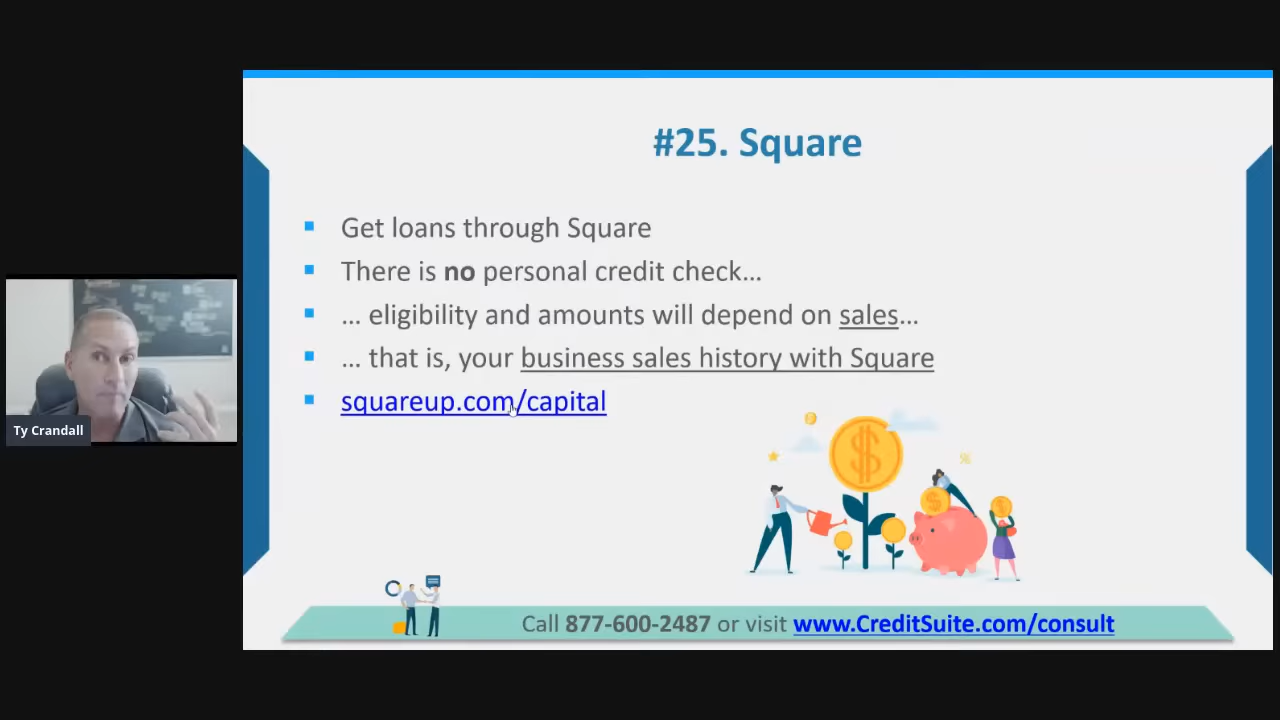 #25. Square
Get loans through Square
There is no personal credit check…
… eligibility and amounts will depend on sales…
… that is, your business sales history with Square
squareup.com/capital
Ty Crandall
Call 877-600-2487 or visit www.CreditSuite.com/consult